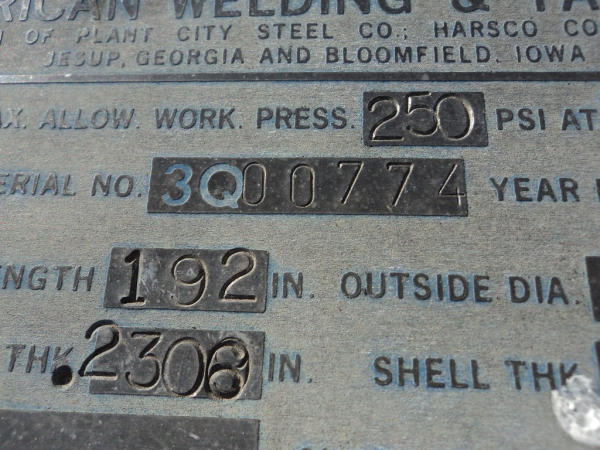 RICAN WELDING & TA
N OF PLANT CITY STEEL CO.; HARSCO CO
JESUP, GEORGIA AND BLOOMFIELD, IOWA
AX. ALLOW. WORK. PRESS. 250 PSI AT
ERIAL NO. 3Q00774 YEAR
ENGTH 192 IN. OUTSIDE DIA.
THK. .2306 IN. SHELL THK